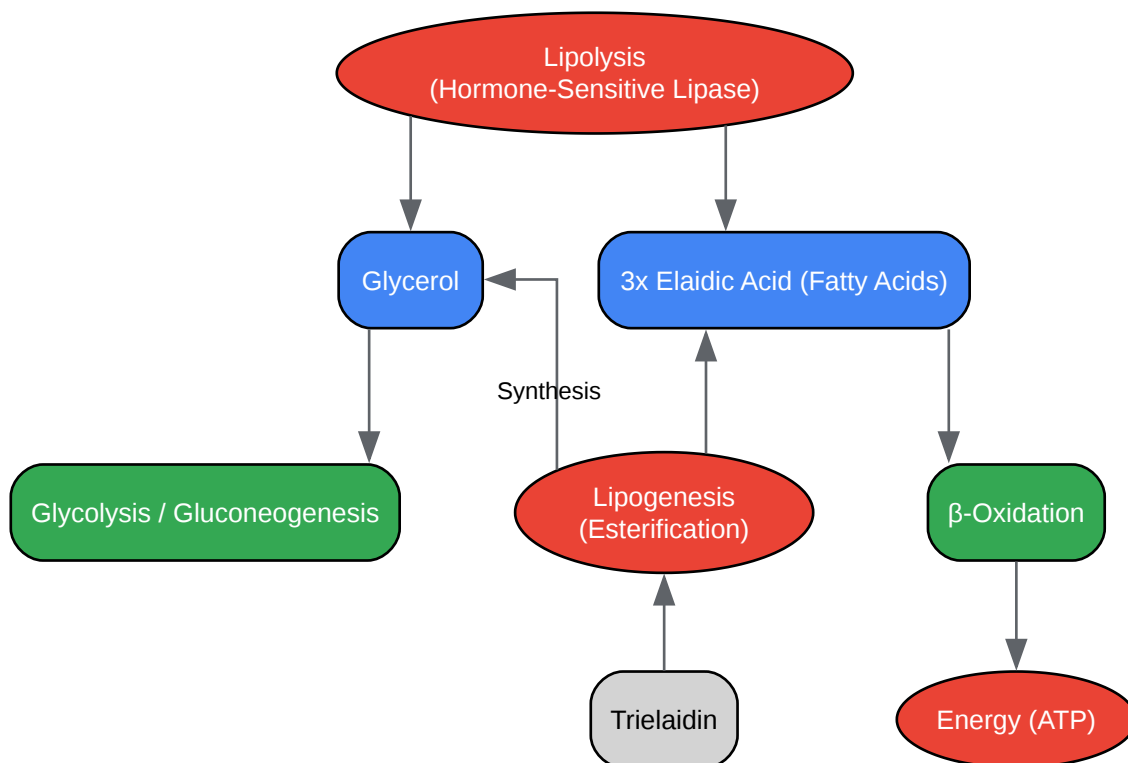 Lipolysis
(Hormone-Sensitive Lipase)
Glycerol
3x Elaidic Acid (Fatty Acids)
Synthesis
Glycolysis / Gluconeogenesis
Lipogenesis
(Esterification)
β-Oxidation
Trielaidin
Energy (ATP)